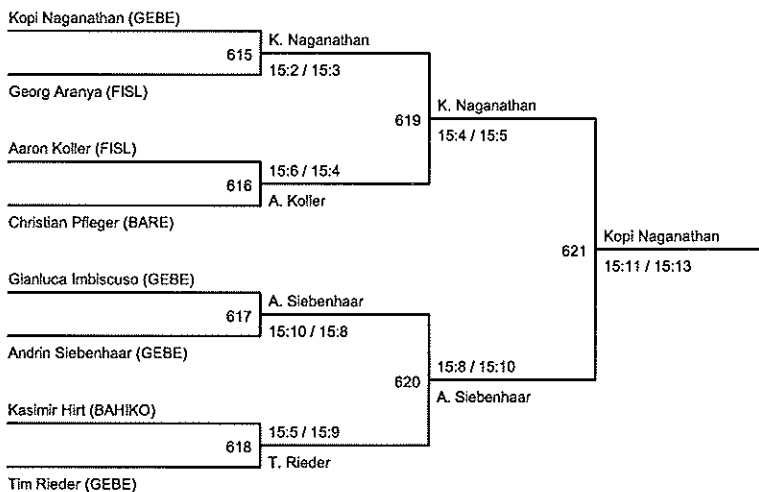 Kopi Naganathan (GEBE)
615
K. Naganathan
15:2 / 15:3
Georg Aranya (FISL)
619
K. Naganathan
15:4 / 15:5
Aaron Koller (FISL)
616
15:6 / 15:4
A. Koller
Christian Pfleger (BARE)
621
Kopi Naganathan
15:11 / 15:13
Gianluca Imbiscuso (GEBE)
617
A. Siebenhaar
15:10 / 15:8
Andrin Siebenhaar (GEBE)
620
15:8 / 15:10
A. Siebenhaar
Kasimir Hirt (BAHIKO)
618
15:5 / 15:9
T. Rieder
Tim Rieder (GEBE)